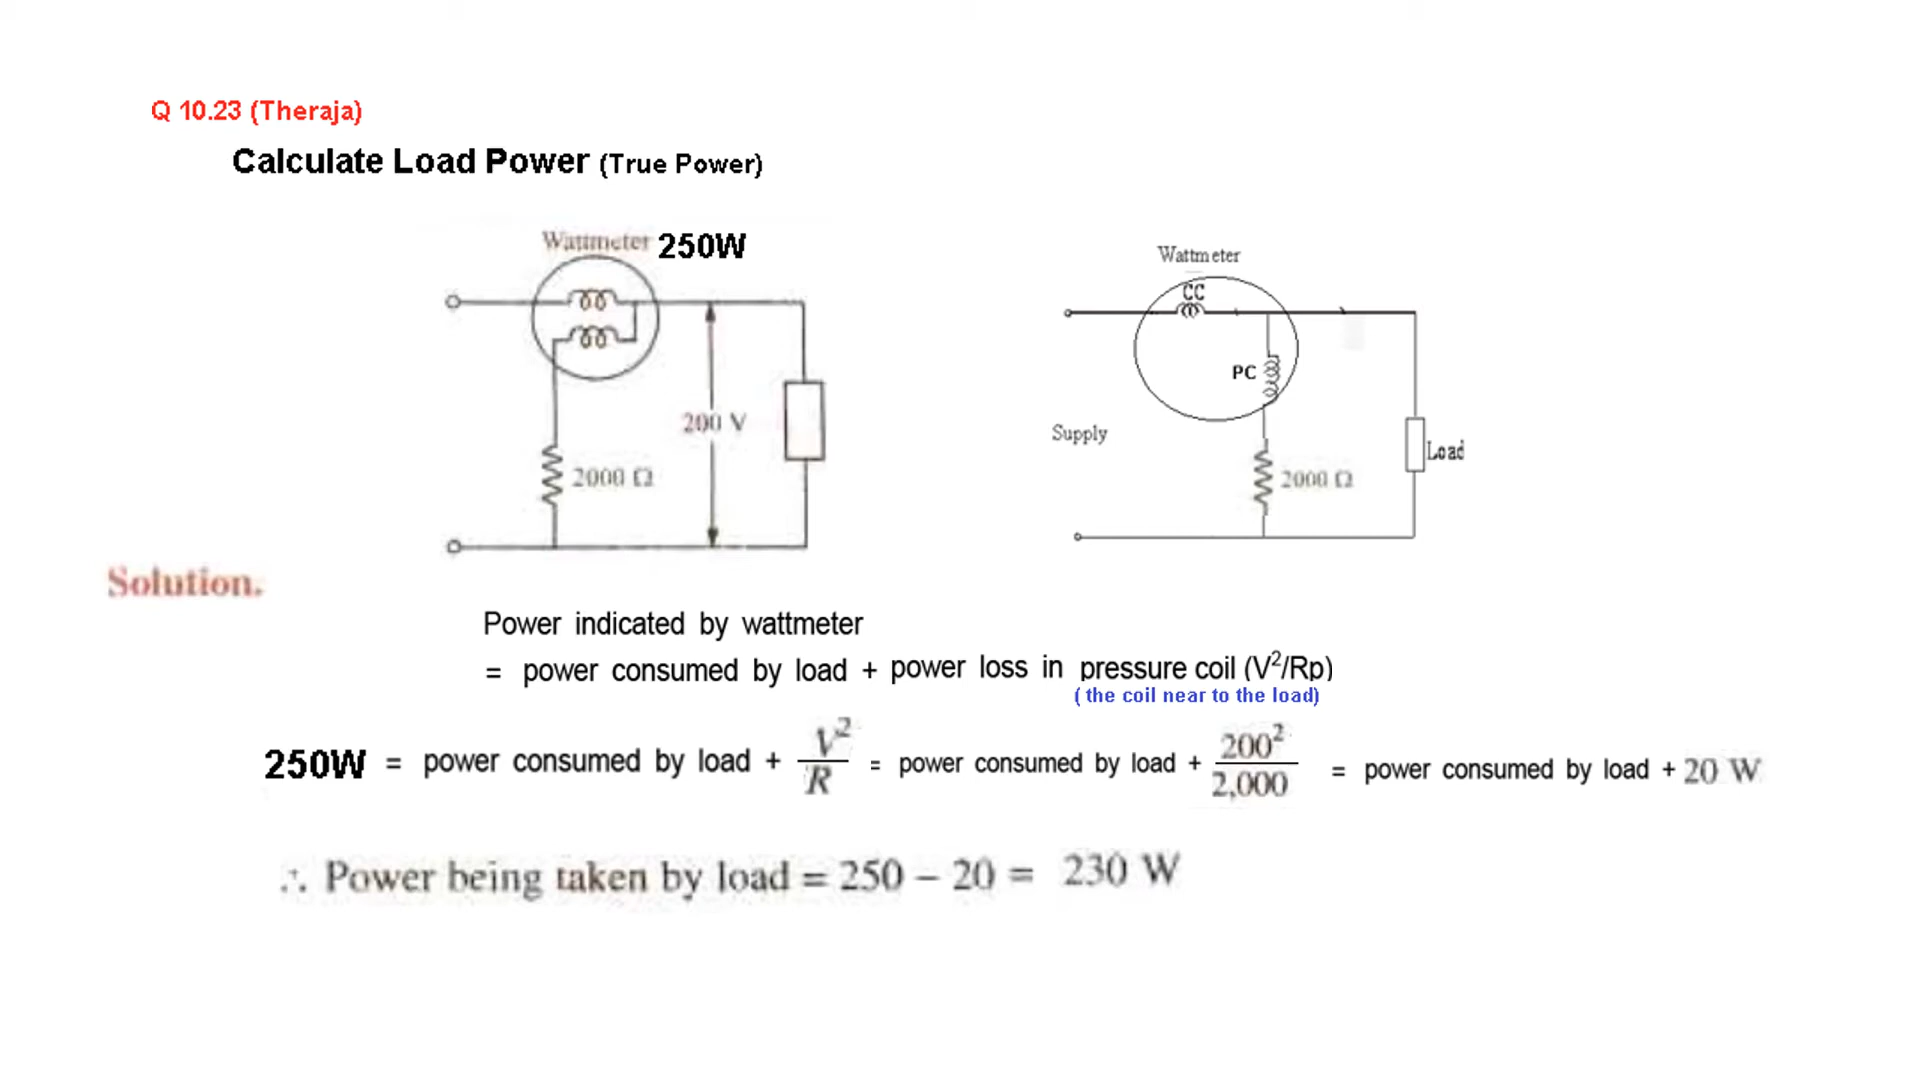 Q 10.23 (Theraja)
Calculate Load Power (True Power)
Wattmeter 250W
200 V
2000 Ω
Wattmeter
CC
PC
Supply
Load
2000 Ω
Solution.
Power indicated by wattmeter
= power consumed by load + power loss in pressure coil (V²/Rp)
( the coil near to the load)
250W = power consumed by load + V²/R = power consumed by load + 200²/2,000 = power consumed by load + 20 W
∴ Power being taken by load = 250 – 20 = 230 W